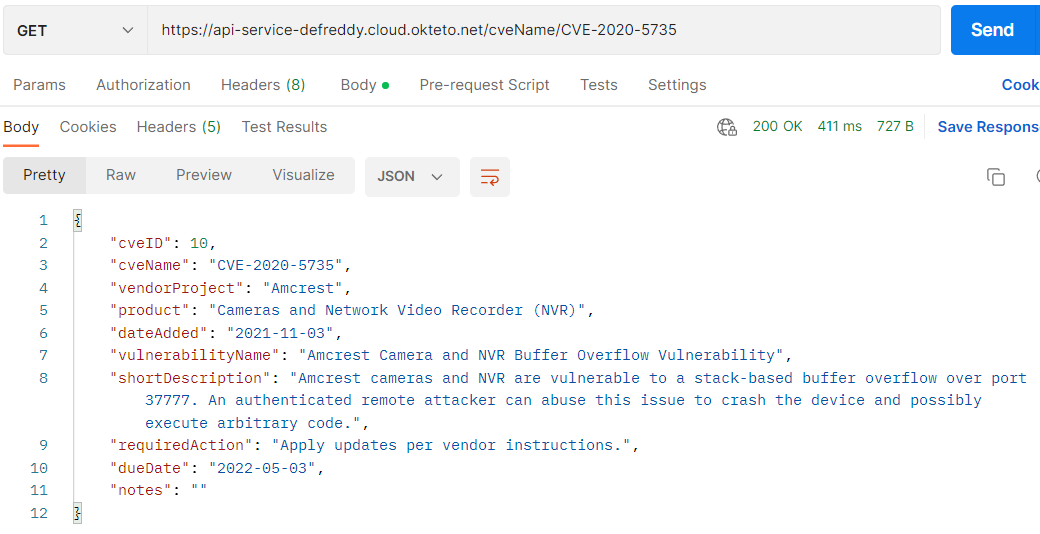 GET https://api-service-defreddy.cloud.okteto.net/cveName/CVE-2020-5735 Send
Params Authorization Headers (8) Body Pre-request Script Tests Settings Cook
Body Cookies Headers (5) Test Results 200 OK 411 ms 727 B Save Respons
Pretty Raw Preview Visualize JSON
1 {
2 "cveID": 10,
3 "cveName": "CVE-2020-5735",
4 "vendorProject": "Amcrest",
5 "product": "Cameras and Network Video Recorder (NVR)",
6 "dateAdded": "2021-11-03",
7 "vulnerabilityName": "Amcrest Camera and NVR Buffer Overflow Vulnerability",
8 "shortDescription": "Amcrest cameras and NVR are vulnerable to a stack-based buffer overflow over port
37777. An authenticated remote attacker can abuse this issue to crash the device and possibly
execute arbitrary code.",
9 "requiredAction": "Apply updates per vendor instructions.",
10 "dueDate": "2022-05-03",
11 "notes": ""
12 }